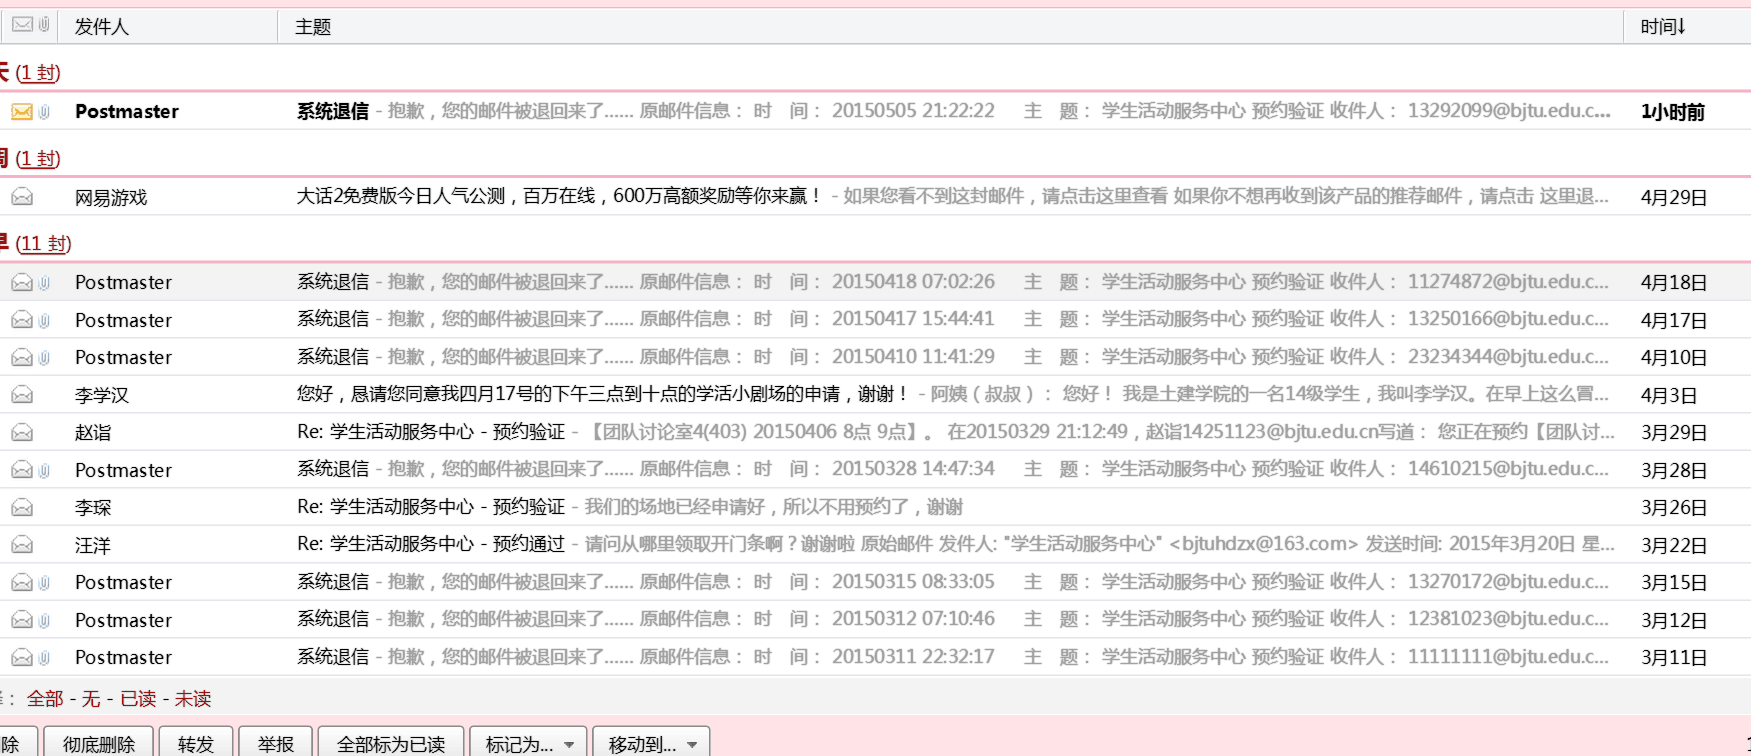 发件人 主题 时间↓
天 (1 封)
Postmaster 系统退信 - 抱歉，您的邮件被退回来了...... 原邮件信息： 时 间： 20150505 21:22:22 主 题： 学生活动服务中心 预约验证 收件人： 13292099@bjtu.edu.c... 1小时前
周 (1 封)
网易游戏 大话2免费版今日人气公测，百万在线，600万高额奖励等你来赢！ - 如果您看不到这封邮件，请点击这里查看 如果你不想再收到该产品的推荐邮件，请点击 这里退... 4月29日
早 (11 封)
Postmaster 系统退信 - 抱歉，您的邮件被退回来了...... 原邮件信息： 时 间： 20150418 07:02:26 主 题： 学生活动服务中心 预约验证 收件人： 11274872@bjtu.edu.c... 4月18日
Postmaster 系统退信 - 抱歉，您的邮件被退回来了...... 原邮件信息： 时 间： 20150417 15:44:41 主 题： 学生活动服务中心 预约验证 收件人： 13250166@bjtu.edu.c... 4月17日
Postmaster 系统退信 - 抱歉，您的邮件被退回来了...... 原邮件信息： 时 间： 20150410 11:41:29 主 题： 学生活动服务中心 预约验证 收件人： 23234344@bjtu.edu.c... 4月10日
李学汉 您好，恳请您同意我四月17号的下午三点到十点的学活小剧场的申请，谢谢！ - 阿姨（叔叔）： 您好！ 我是土建学院的一名14级学生，我叫李学汉。在早上这么冒... 4月3日
赵诣 Re: 学生活动服务中心 - 预约验证 - 【团队讨论室4(403) 20150406 8点 9点】。 在20150329 21:12:49，赵诣14251123@bjtu.edu.cn写道： 您正在预约【团队讨... 3月29日
Postmaster 系统退信 - 抱歉，您的邮件被退回来了...... 原邮件信息： 时 间： 20150328 14:47:34 主 题： 学生活动服务中心 预约验证 收件人： 14610215@bjtu.edu.c... 3月28日
李琛 Re: 学生活动服务中心 - 预约验证 - 我们的场地已经申请好，所以不用预约了，谢谢 3月26日
汪洋 Re: 学生活动服务中心 - 预约通过 - 请问从哪里领取开门条啊？谢谢啦 原始邮件 发件人: "学生活动服务中心" <bjtuhdzx@163.com> 发送时间: 2015年3月20日 星... 3月22日
Postmaster 系统退信 - 抱歉，您的邮件被退回来了...... 原邮件信息： 时 间： 20150315 08:33:05 主 题： 学生活动服务中心 预约验证 收件人： 13270172@bjtu.edu.c... 3月15日
Postmaster 系统退信 - 抱歉，您的邮件被退回来了...... 原邮件信息： 时 间： 20150312 07:10:46 主 题： 学生活动服务中心 预约验证 收件人： 12381023@bjtu.edu.c... 3月12日
Postmaster 系统退信 - 抱歉，您的邮件被退回来了...... 原邮件信息： 时 间： 20150311 22:32:17 主 题： 学生活动服务中心 预约验证 收件人： 11111111@bjtu.edu.c... 3月11日
： 全部 - 无 - 已读 - 未读
除 彻底删除 转发 举报 全部标为已读 标记为... 移动到...